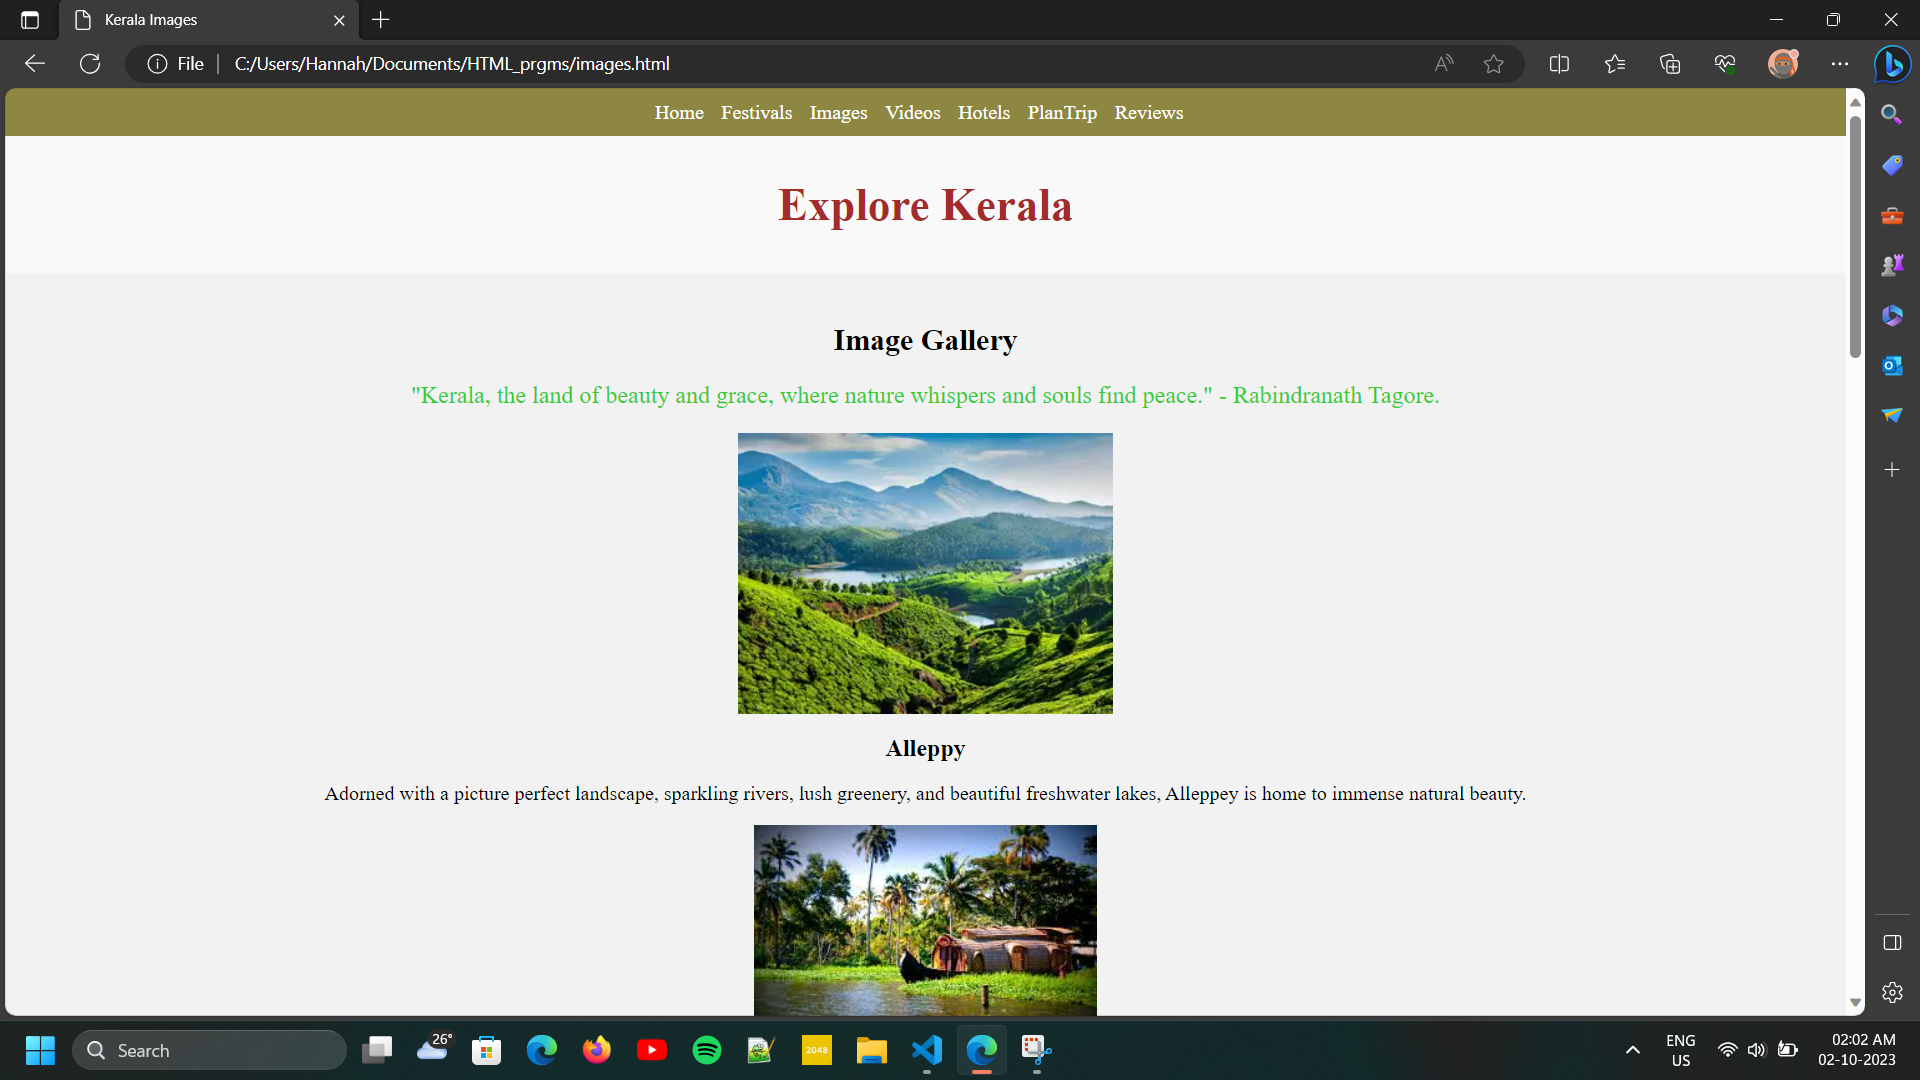 Kerala Images
File
C:/Users/Hannah/Documents/HTML_prgms/images.html
Home Festivals Images Videos Hotels PlanTrip Reviews
Explore Kerala
Image Gallery
"Kerala, the land of beauty and grace, where nature whispers and souls find peace." - Rabindranath Tagore.
Alleppy
Adorned with a picture perfect landscape, sparkling rivers, lush greenery, and beautiful freshwater lakes, Alleppey is home to immense natural beauty.
Search
26°
2048
ENG
US
02:02 AM
02-10-2023